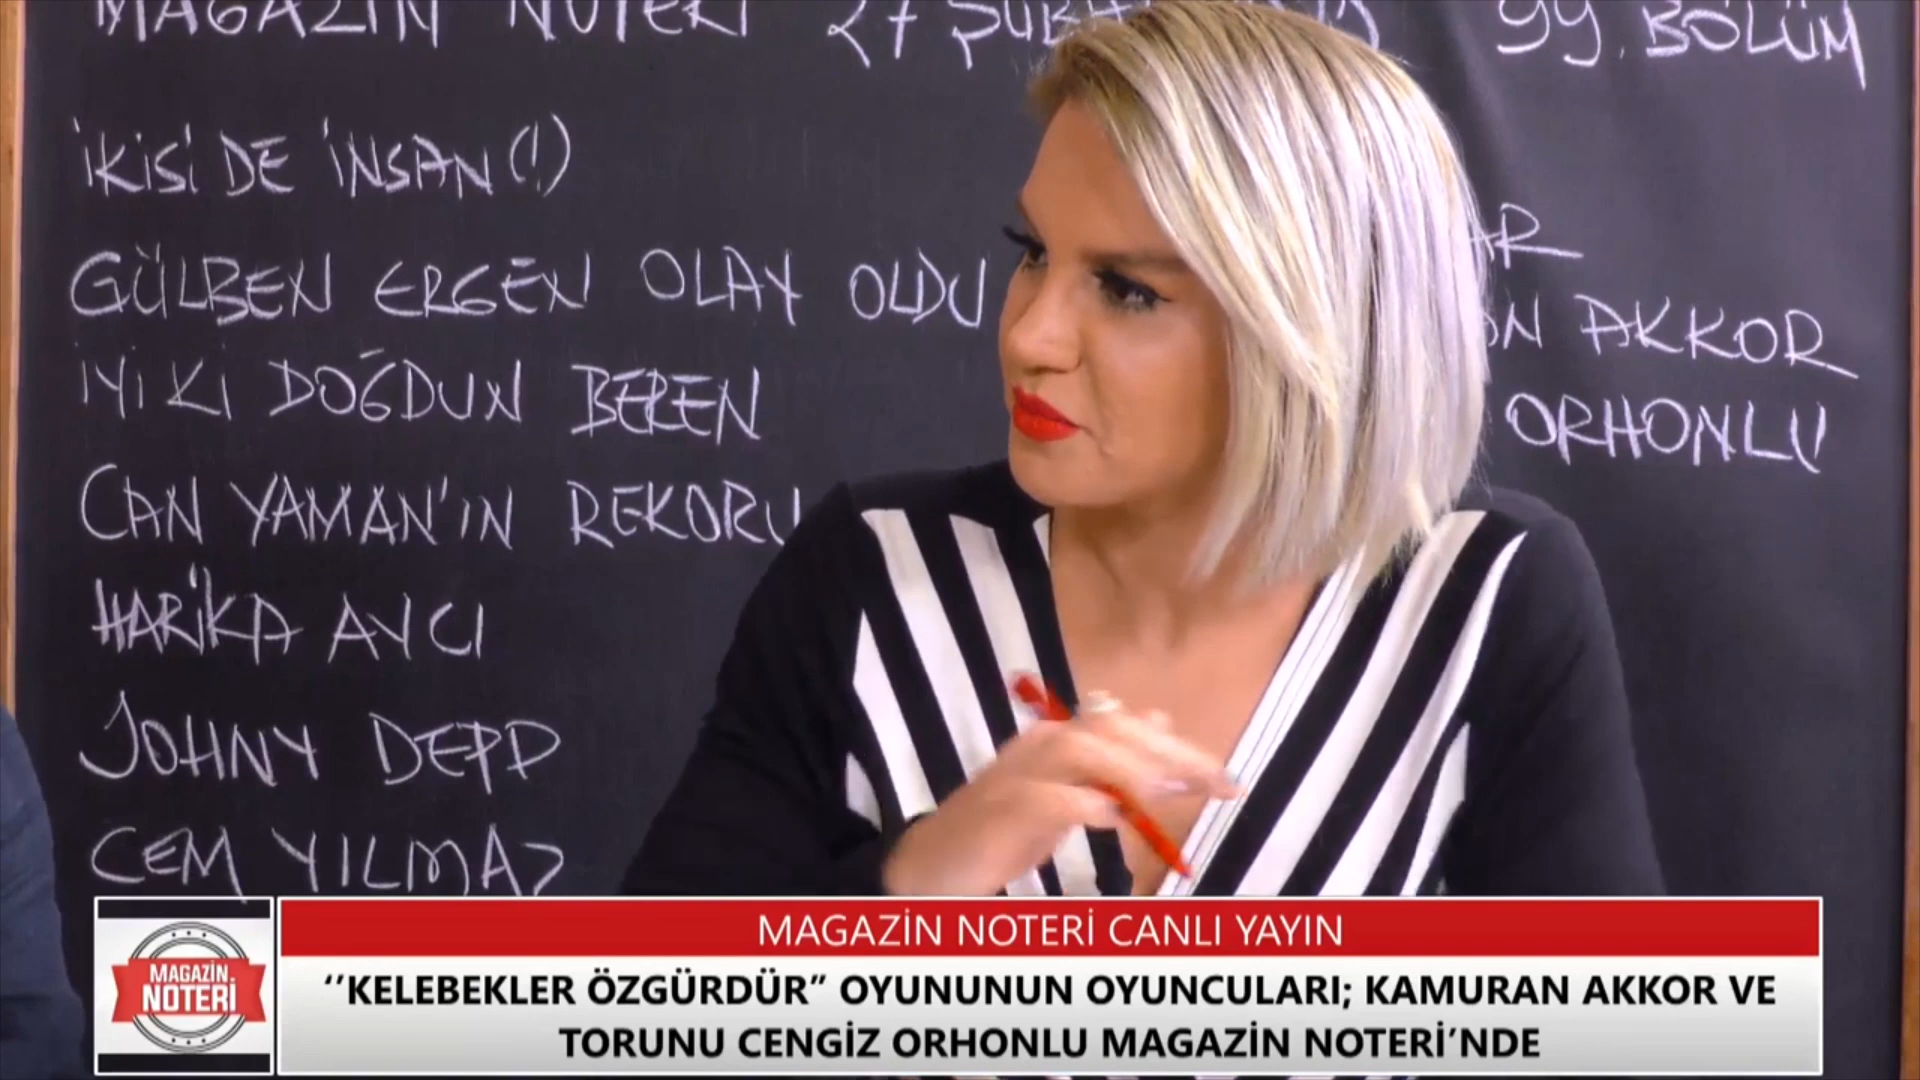 MAGAZİN NOTERİ 27 99. BÖLÜM
İKİSİ DE İNSAN(!)
GÜLBEN ERGEN OLAY OLDU
İYİ Kİ DOĞDUN BEREN
CAN YAMAN'IN REKORU
HARİKA AVCI
JOHNY DEPP
CEM YILMAZ
AKKOR
ORHONLU
MAGAZİN NOTERİ
MAGAZİN NOTERİ CANLI YAYIN
‘’KELEBEKLER ÖZGÜRDÜR” OYUNUNUN OYUNCULARI; KAMURAN AKKOR VE
TORUNU CENGİZ ORHONLU MAGAZİN NOTERİ’NDE